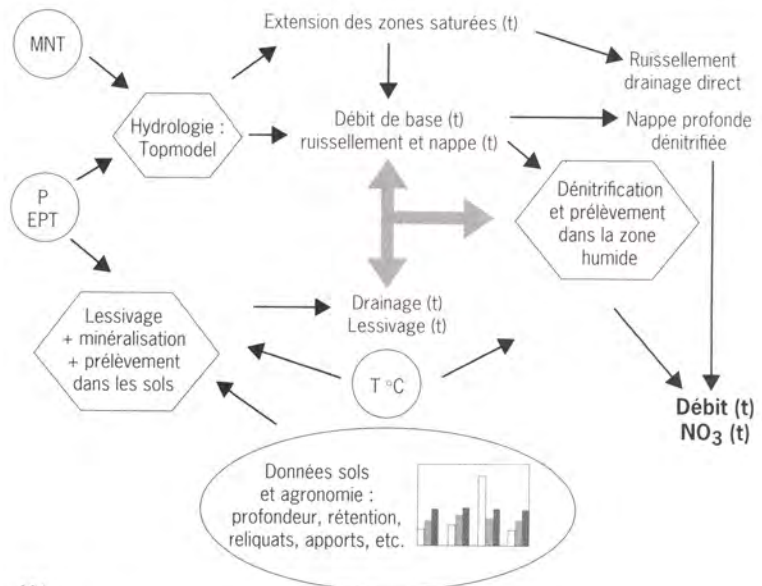 MNT
Extension des zones saturées (t)
Ruissellement
drainage direct
Hydrologie :
Topmodel
Débit de base (t)
ruissellement et nappe (t)
Nappe profonde
dénitrifiée
P
EPT
Dénitrification
et prélèvement
dans la zone
humide
Lessivage
+ minéralisation
+ prélèvement
dans les sols
Drainage (t)
Lessivage (t)
T °C
Débit (t)
NO3 (t)
Données sols
et agronomie :
profondeur, rétention,
reliquats, apports, etc.